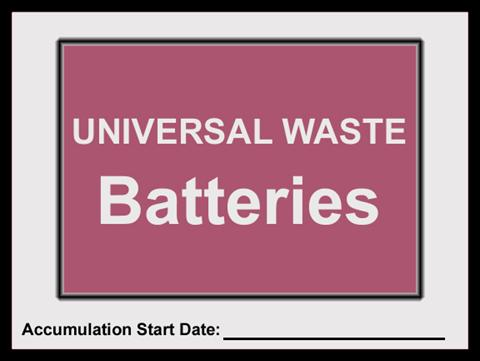 UNIVERSAL WASTE
Batteries
Accumulation Start Date: